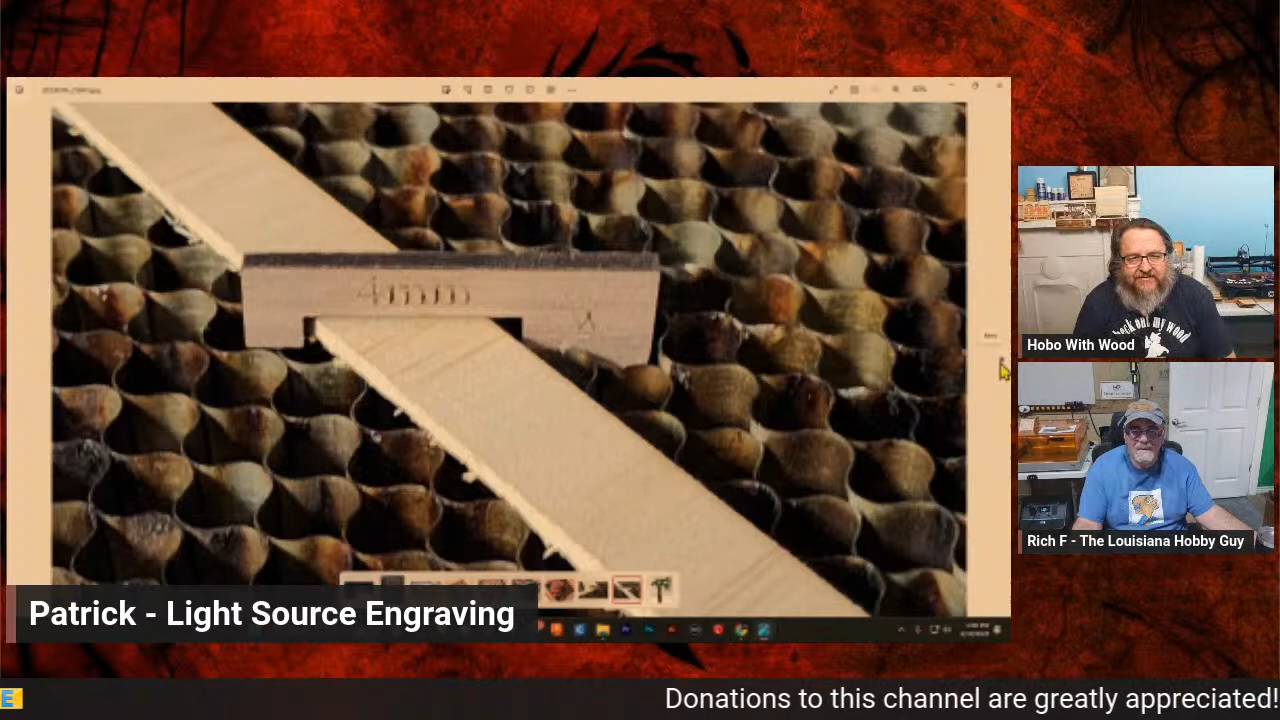 4mm
Hobo With Wood
Rich F - The Louisiana Hobby Guy
Patrick - Light Source Engraving
Donations to this channel are greatly appreciated!